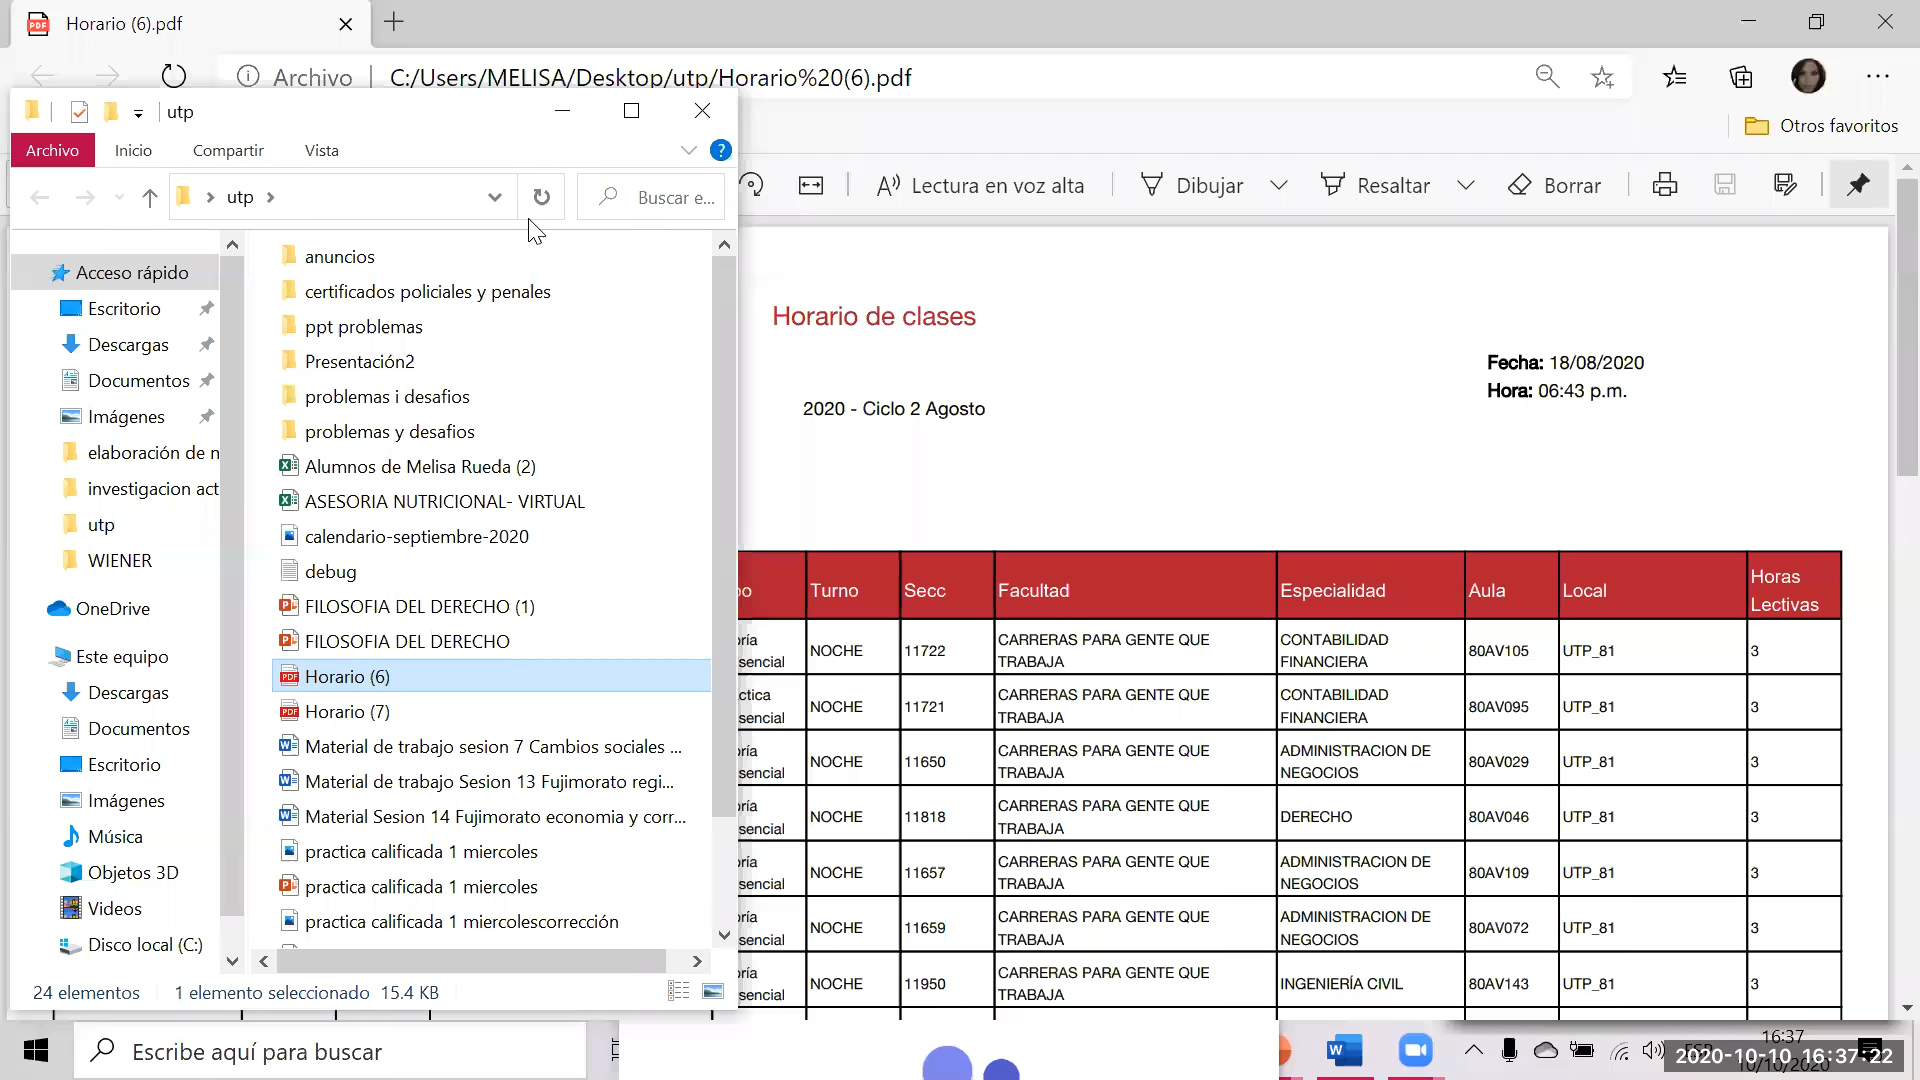 Horario (6).pdf
Archivo
C:/Users/MELISA/Desktop/utp/Horario%20(6).pdf
Otros favoritos
utp
Archivo Inicio Compartir Vista
utp
Buscar e...
Lectura en voz alta
Dibujar
Resaltar
Borrar
Acceso rápido
Escritorio
Descargas
Documentos
Imágenes
elaboración de n
investigacion act
utp
WIENER
OneDrive
Este equipo
Descargas
Documentos
Escritorio
Imágenes
Música
Objetos 3D
Videos
Disco local (C:)
anuncios
certificados policiales y penales
ppt problemas
Presentación2
problemas i desafios
problemas y desafios
Alumnos de Melisa Rueda (2)
ASESORIA NUTRICIONAL- VIRTUAL
calendario-septiembre-2020
debug
FILOSOFIA DEL DERECHO (1)
FILOSOFIA DEL DERECHO
Horario (6)
Horario (7)
Material de trabajo sesion 7 Cambios sociales ...
Material de trabajo Sesion 13 Fujimorato regi...
Material Sesion 14 Fujimorato economia y corr...
practica calificada 1 miercoles
practica calificada 1 miercoles
practica calificada 1 miercolescorrección
24 elementos 1 elemento seleccionado 15.4 KB
Horario de clases
Fecha: 18/08/2020
Hora: 06:43 p.m.
2020 - Ciclo 2 Agosto
Turno Secc Facultad Especialidad Aula Local Horas Lectivas
NOCHE 11722 CARRERAS PARA GENTE QUE TRABAJA CONTABILIDAD FINANCIERA 80AV105 UTP_81 3
NOCHE 11721 CARRERAS PARA GENTE QUE TRABAJA CONTABILIDAD FINANCIERA 80AV095 UTP_81 3
NOCHE 11650 CARRERAS PARA GENTE QUE TRABAJA ADMINISTRACION DE NEGOCIOS 80AV029 UTP_81 3
NOCHE 11818 CARRERAS PARA GENTE QUE TRABAJA DERECHO 80AV046 UTP_81 3
NOCHE 11657 CARRERAS PARA GENTE QUE TRABAJA ADMINISTRACION DE NEGOCIOS 80AV109 UTP_81 3
NOCHE 11659 CARRERAS PARA GENTE QUE TRABAJA ADMINISTRACION DE NEGOCIOS 80AV072 UTP_81 3
NOCHE 11950 CARRERAS PARA GENTE QUE TRABAJA INGENIERÍA CIVIL 80AV143 UTP_81 3
Escribe aquí para buscar
16:37
2020-10-10 16:37:22
10/10/2020